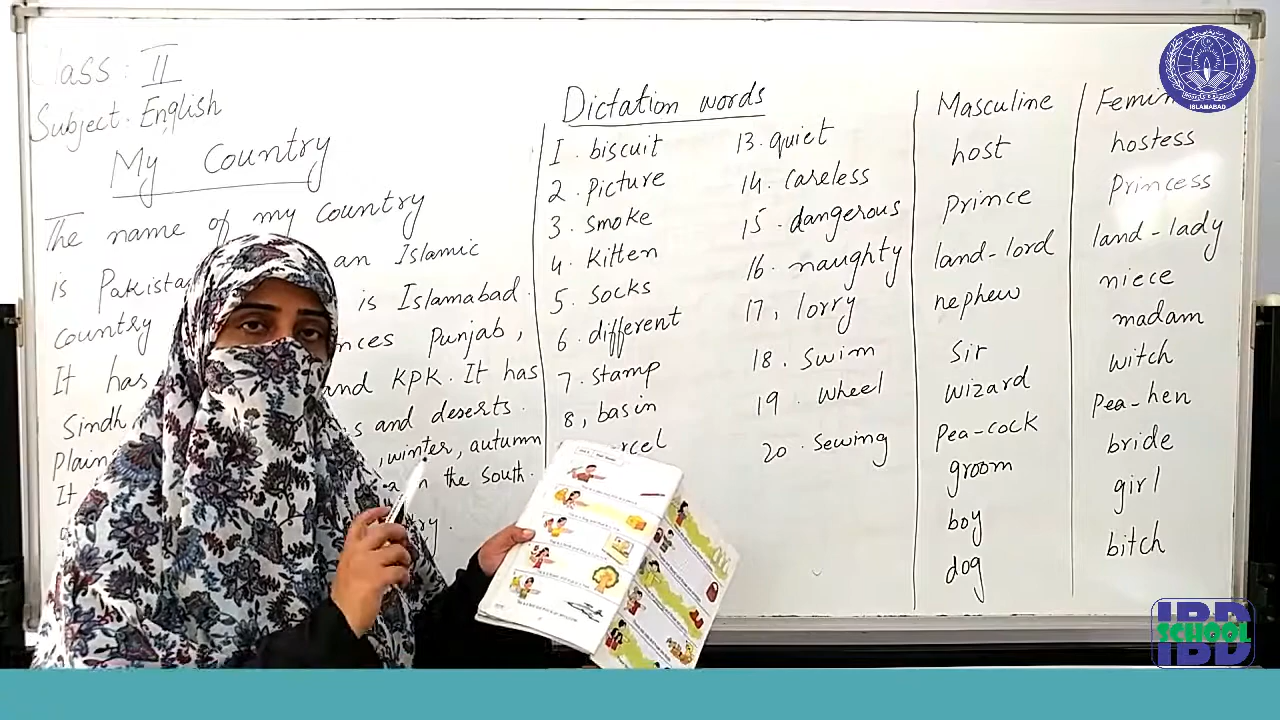 Class : II
Subject. English
My Country
The name of my country
is an Islamic
country is Islamabad.
It has Punjab,
Sindh and KPK. It has
and deserts.
It , winter, autumn
in the south.
Dictation words
1. biscuit
2. Picture
3. Smoke
4. Kitten
5. Socks
6. different
7. Stamp
8, basin
13. quiet
14. Careless
15. dangerous
16. naughty
17, lorry
18. Swim
19. wheel
20. Sewing
Masculine
host
Prince
land-lord
nephew
Sir
wizard
Pea-cock
groom
boy
dog
hostess
Princess
land-lady
niece
madam
witch
Pea-hen
bride
girl
bitch
ISLAMABAD
IBD
SCHOOL
IBD